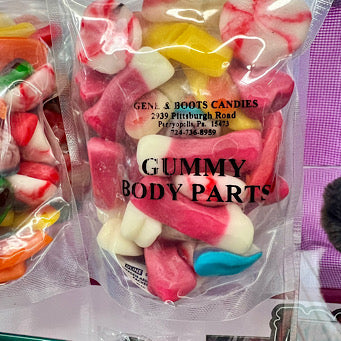 GENE & BOOTS CANDIES
2939 Pittsburgh Road
Perryopolis, Pa. 15473
724-736-8959
GUMMY
BODY PARTS